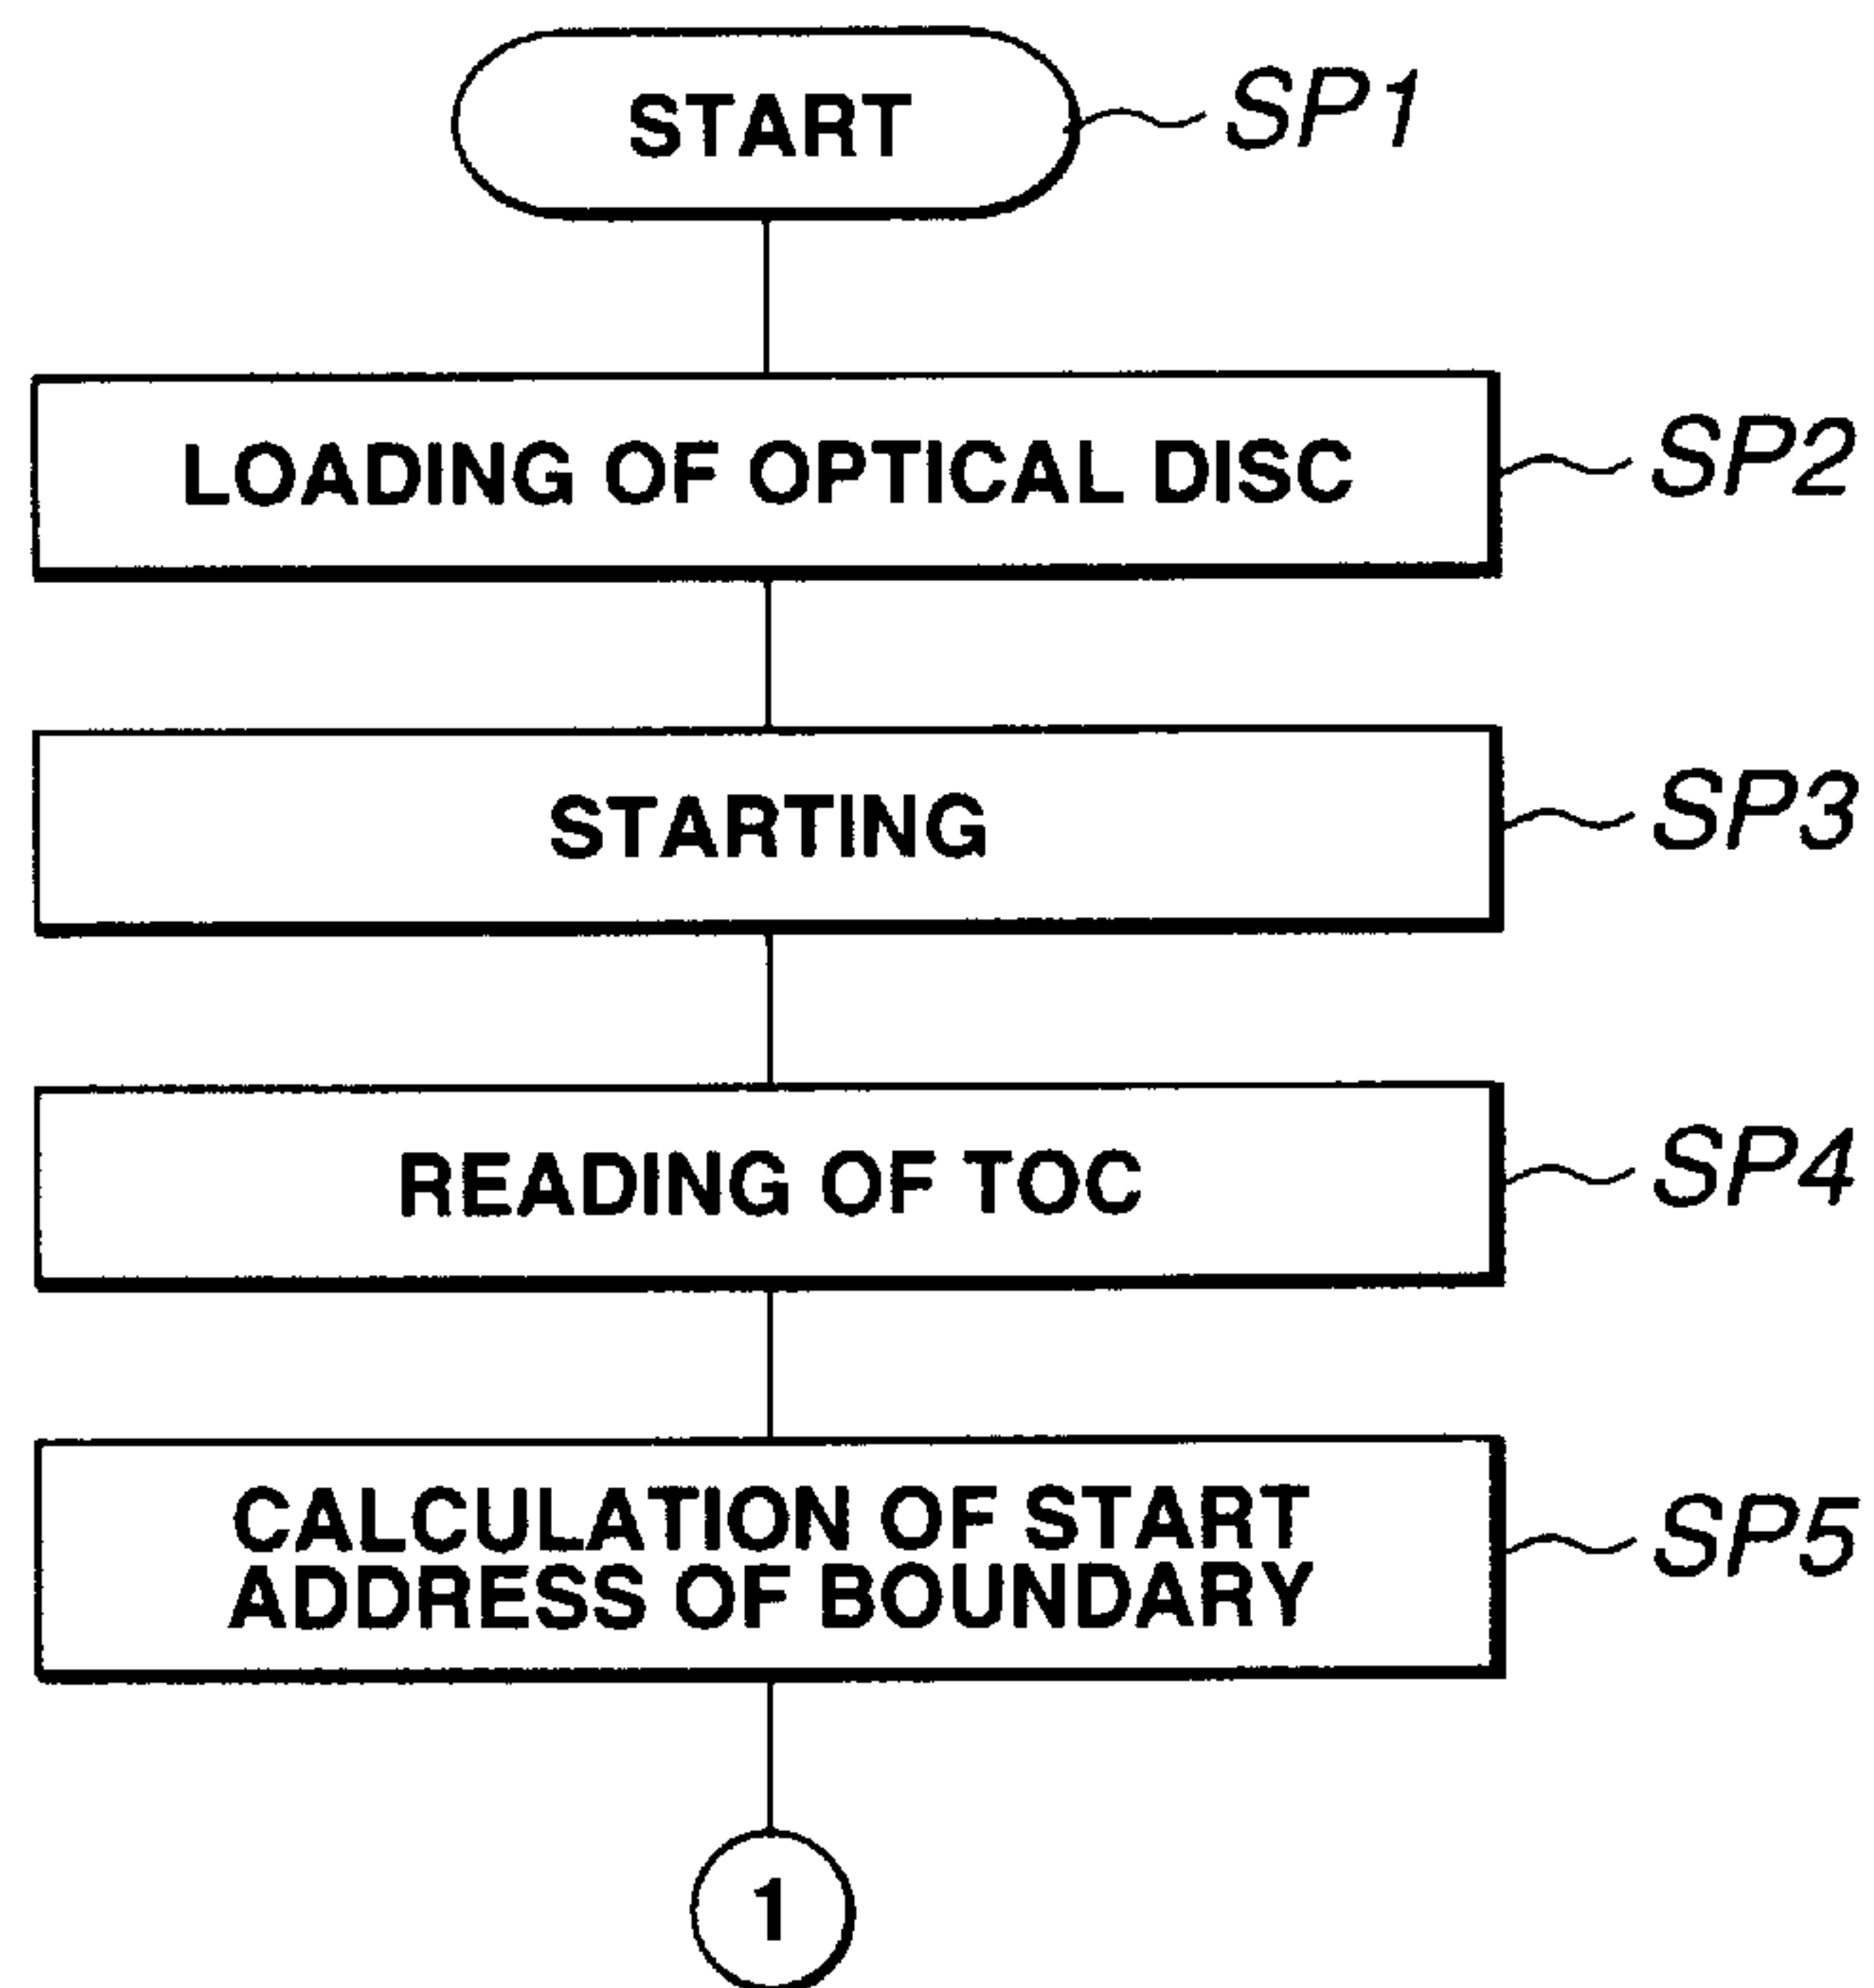 START SP1
LOADING OF OPTICAL DISC SP2
STARTING SP3
READING OF TOC SP4
CALCULATION OF START
ADDRESS OF BOUNDARY SP5
1